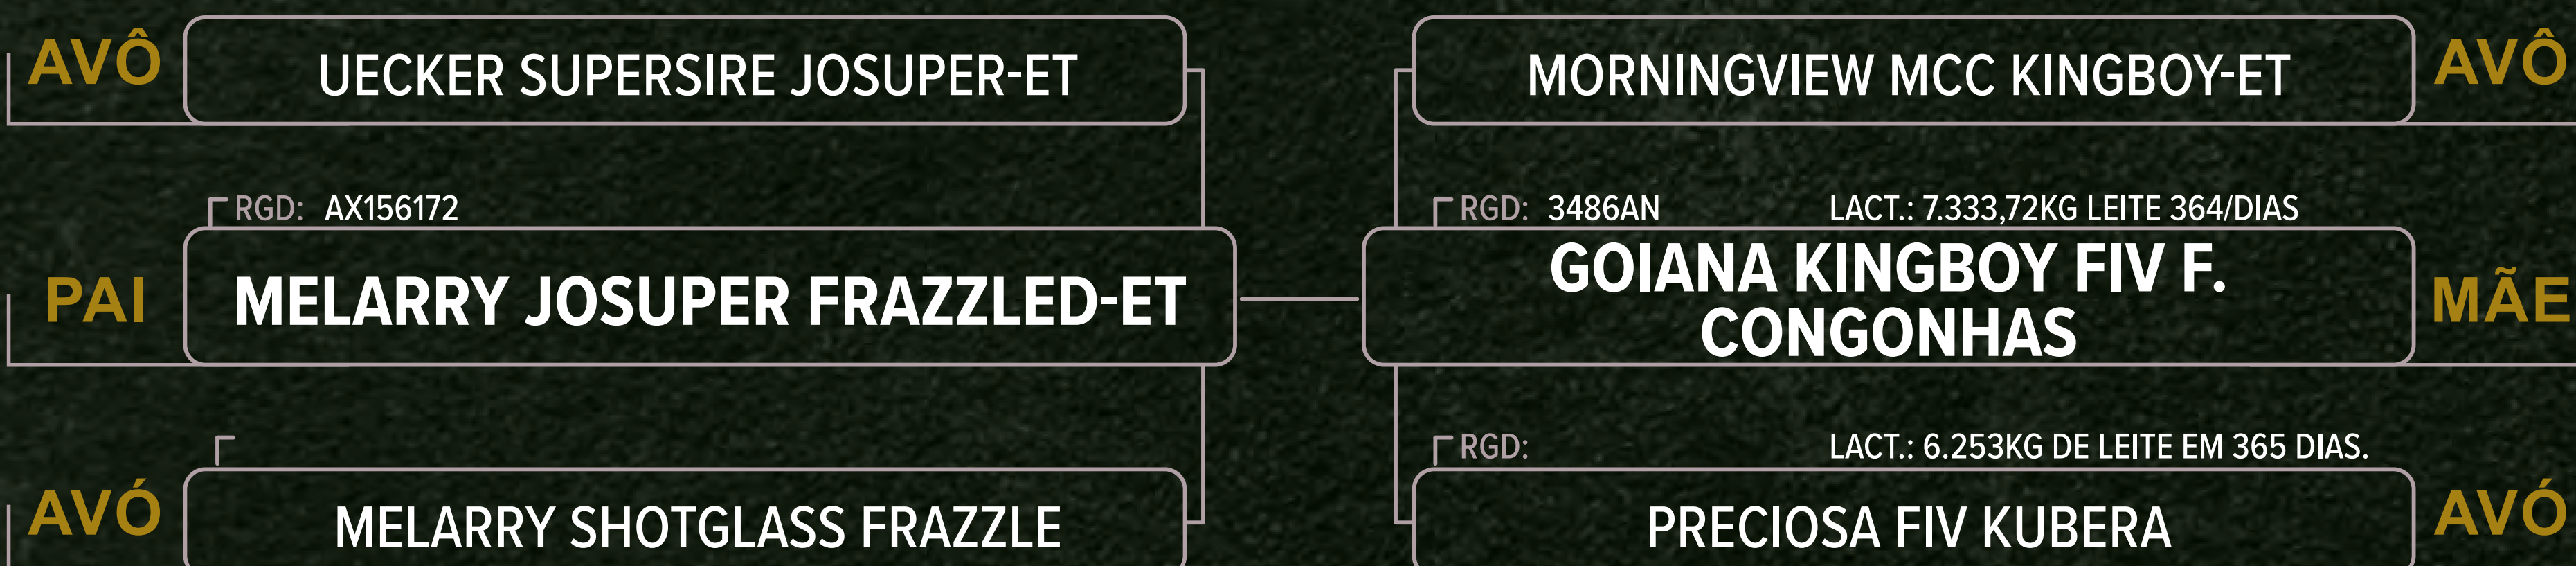 AVÔ
UECKER SUPERSIRE JOSUPER-ET
MORNINGVIEW MCC KINGBOY-ET
AVÔ
RGD: AX156172
RGD: 3486AN LACT.: 7.333,72KG LEITE 364/DIAS
PAI
MELARRY JOSUPER FRAZZLED-ET
GOIANA KINGBOY FIV F.
CONGONHAS
MÃE
RGD: LACT.: 6.253KG DE LEITE EM 365 DIAS.
AVÓ
MELARRY SHOTGLASS FRAZZLE
PRECIOSA FIV KUBERA
AVÓ